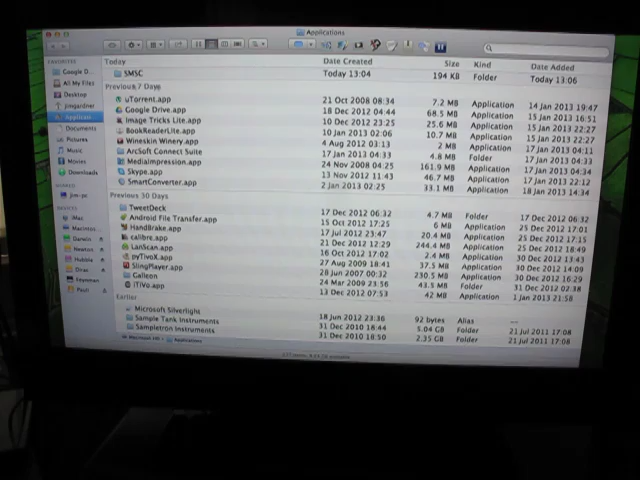 Applications
FAVORITES
Google D...
All My Files
Desktop
jimgardner
Applicati...
Documents
Pictures
Music
Movies
Downloads
SHARED
jim-pc
DEVICES
iMac
Macintos...
Darwin
Newton
Hubble
Dirac
Feynman
Pauli
Date Created Size Kind Date Added
Today
SMSC Today 13:04 194 KB Folder Today 13:06
Previous 7 Days
uTorrent.app 21 Oct 2008 08:34 7.2 MB Application 14 Jan 2013 19:47
Google Drive.app 18 Dec 2012 04:44 68.5 MB Application 15 Jan 2013 16:51
Image Tricks Lite.app 10 Dec 2012 23:25 25.6 MB Application 15 Jan 2013 22:27
BookReaderLite.app 10 Jan 2013 02:06 10.7 MB Application 15 Jan 2013 22:27
Wineskin Winery.app 4 Aug 2012 03:13 2 MB Application 17 Jan 2013 04:11
ArcSoft Connect Suite 17 Jan 2013 04:33 4.8 MB Folder 17 Jan 2013 04:33
MediaImpression.app 24 Nov 2008 04:25 161.9 MB Application 17 Jan 2013 04:34
Skype.app 13 Nov 2012 11:43 46.7 MB Application 17 Jan 2013 22:12
SmartConverter.app 2 Jan 2013 02:25 33.1 MB Application 18 Jan 2013 14:34
Previous 30 Days
TweetDeck 17 Dec 2012 06:32 4.7 MB Folder 17 Dec 2012 06:32
Android File Transfer.app 15 Oct 2012 17:25 6 MB Application 25 Dec 2012 17:01
HandBrake.app 17 Jul 2012 23:47 20.4 MB Application 25 Dec 2012 17:15
calibre.app 21 Dec 2012 12:29 244.4 MB Application 25 Dec 2012 18:49
LanScan.app 16 Oct 2012 17:02 2.4 MB Application 30 Dec 2012 13:43
pyTivoX.app 27 Aug 2009 18:41 37.5 MB Application 30 Dec 2012 14:09
SlingPlayer.app 28 Jun 2007 00:32 230.5 MB Application 30 Dec 2012 16:29
Galleon 24 Mar 2009 23:56 43.5 MB Folder 31 Dec 2012 02:38
iTiVo.app 13 Dec 2012 07:53 42 MB Application 1 Jan 2013 21:58
Earlier
Microsoft Silverlight 18 Jun 2012 23:36 92 bytes Alias —
Sample Tank Instruments 31 Dec 2010 18:44 5.04 GB Folder 21 Jul 2011 17:08
Sampletron Instruments 31 Dec 2010 18:50 2.35 GB Folder 21 Jul 2011 17:08
Macintosh HD Applications